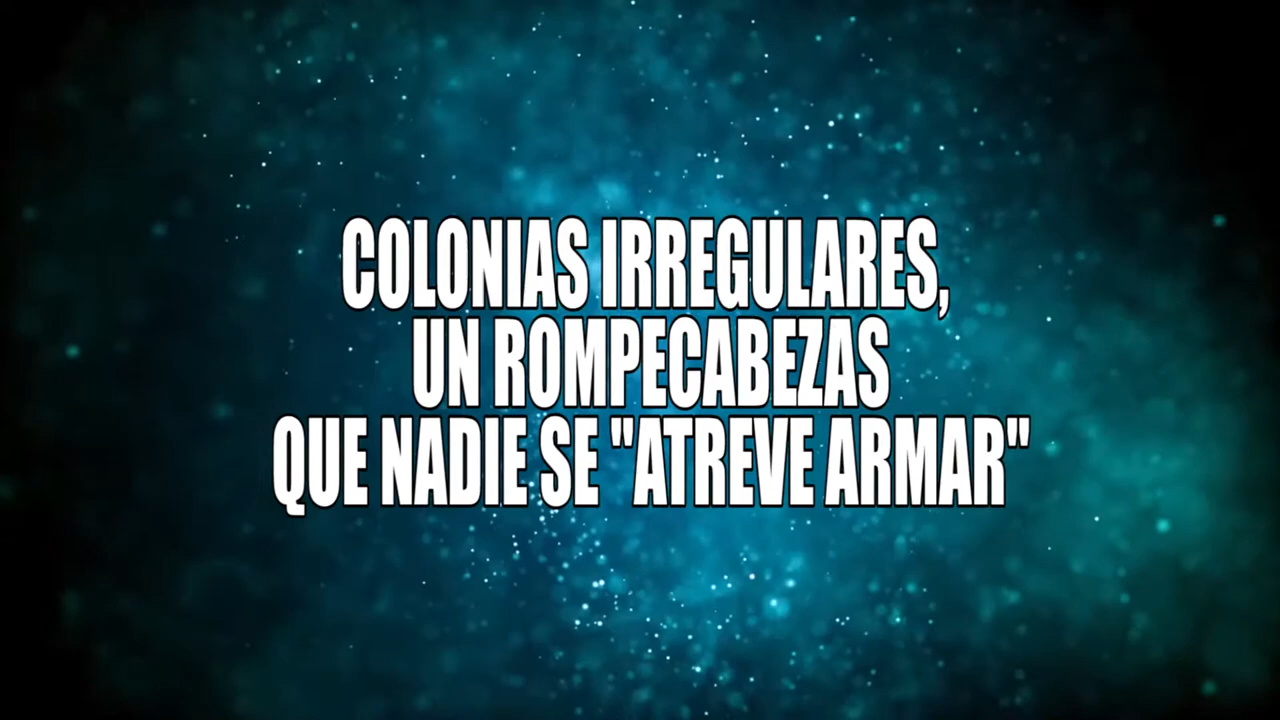 COLONIAS IRREGULARES,
UN ROMPECABEZAS
QUE NADIE SE "ATREVE ARMAR"